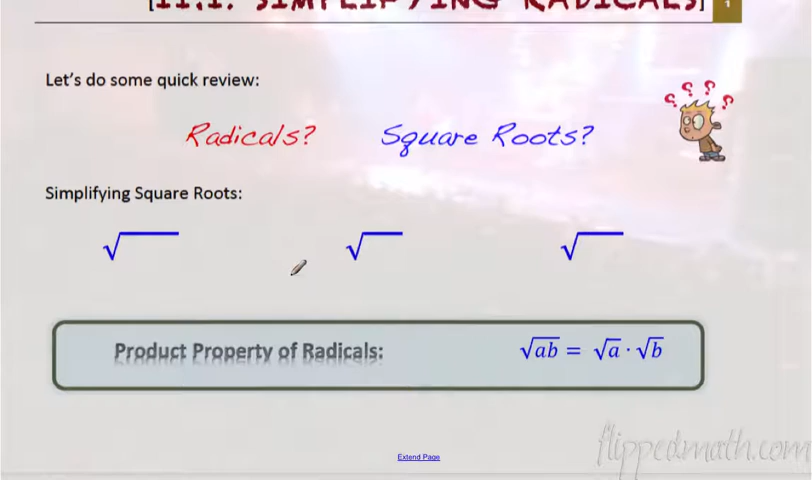 [11.1: SIMPLIFYING RADICALS] 1
Let's do some quick review:
Radicals? Square Roots?
? ? ? ?
Simplifying Square Roots:
√ √ √
Product Property of Radicals: √ab = √a · √b
flippedmath.com
Extend Page